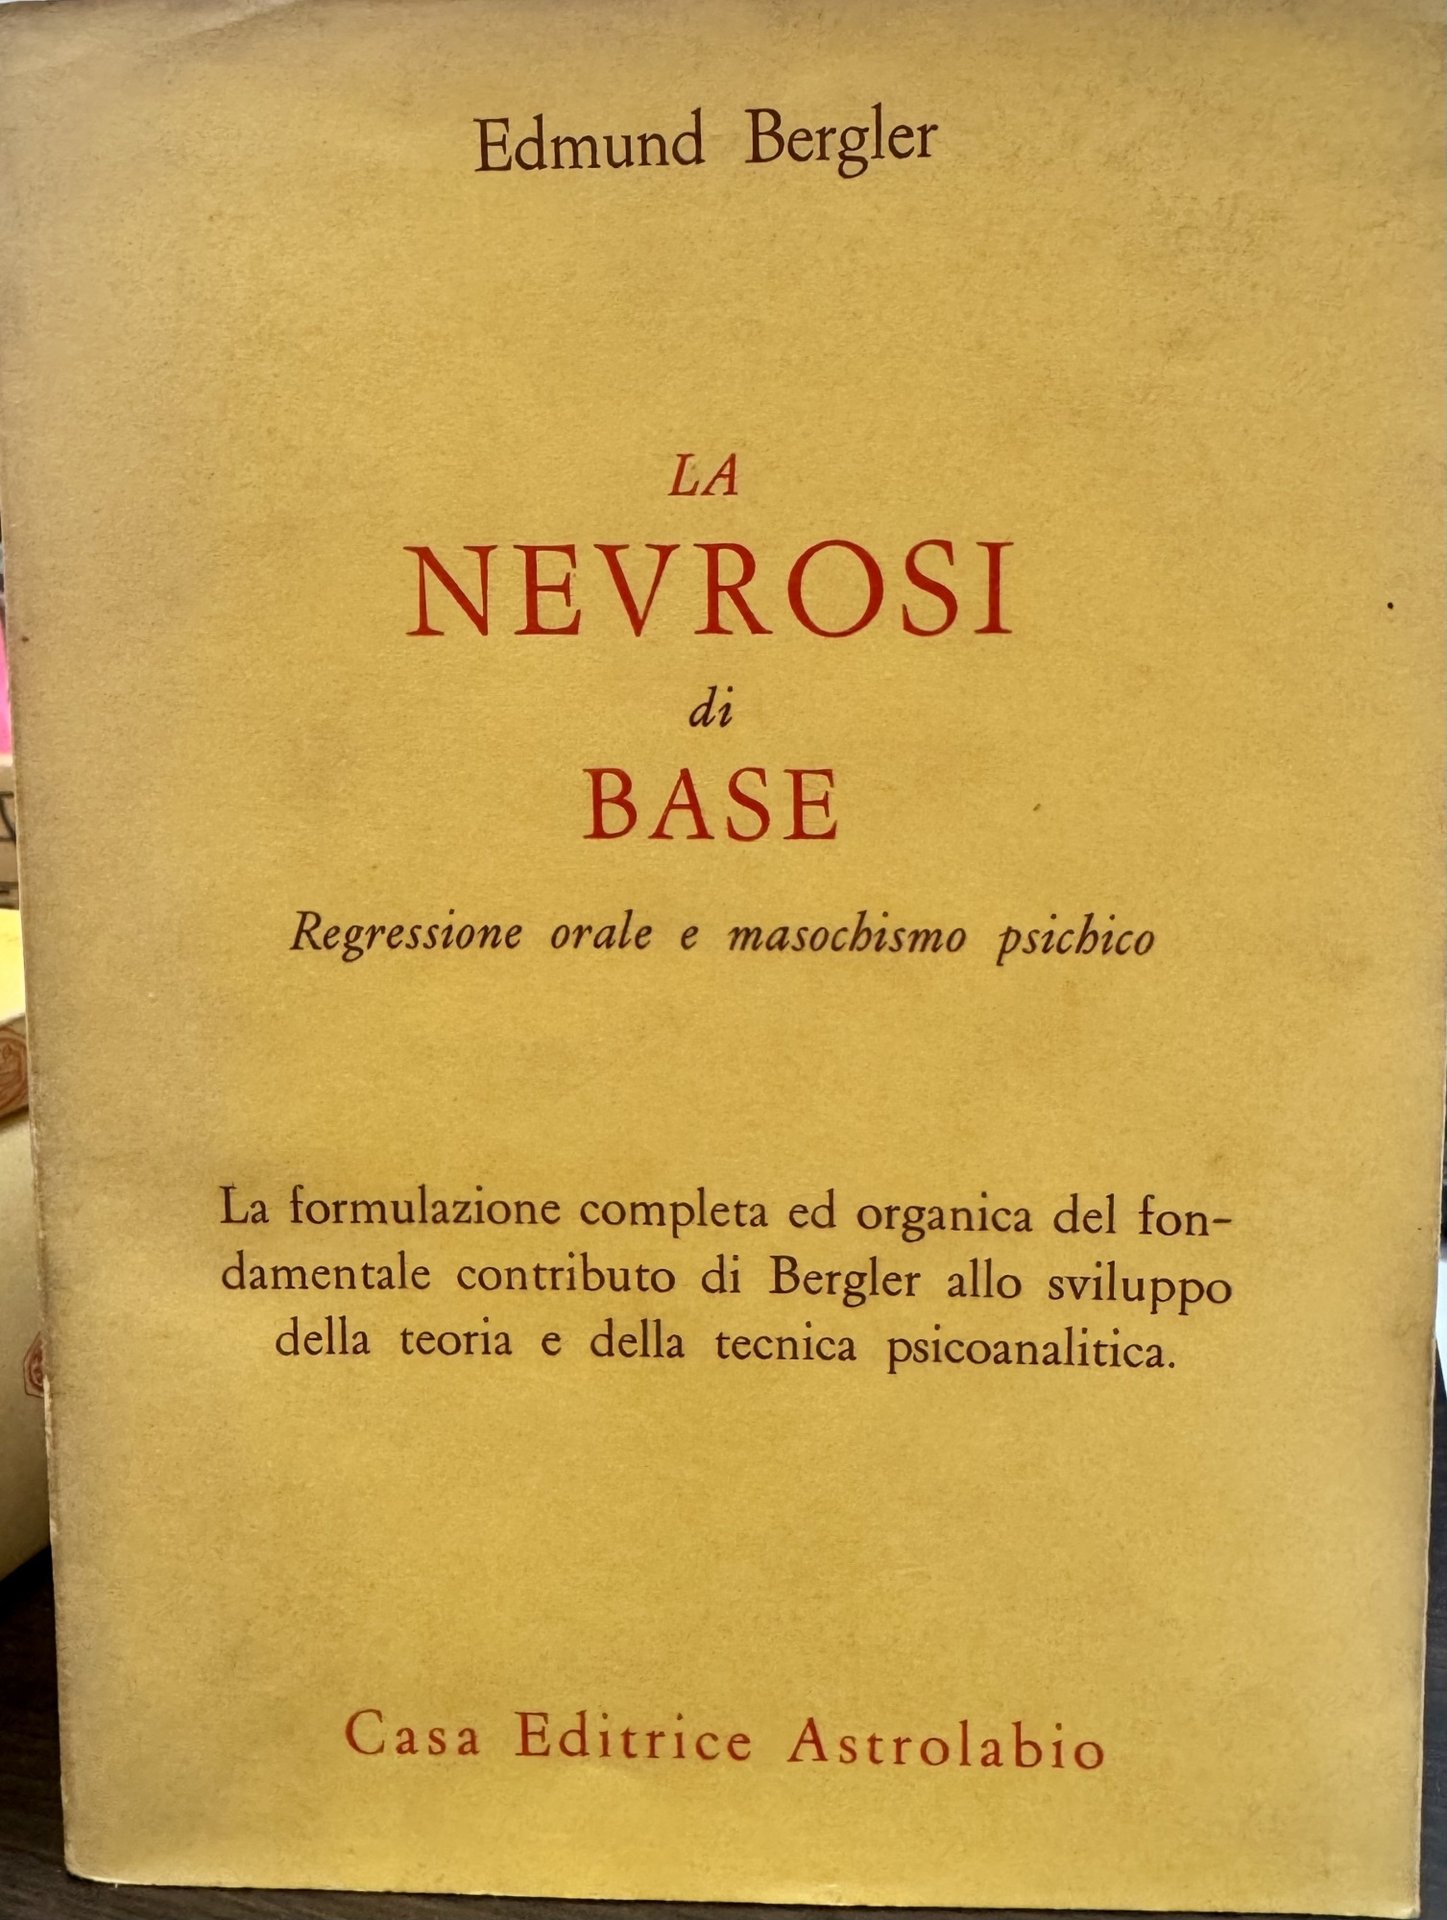 Edmund Bergler
LA
NEVROSI
di
BASE
Regressione orale e masochismo psichico
La formulazione completa ed organica del fon-
damentale contributo di Bergler allo sviluppo
della teoria e della tecnica psicoanalitica.
Casa Editrice Astrolabio